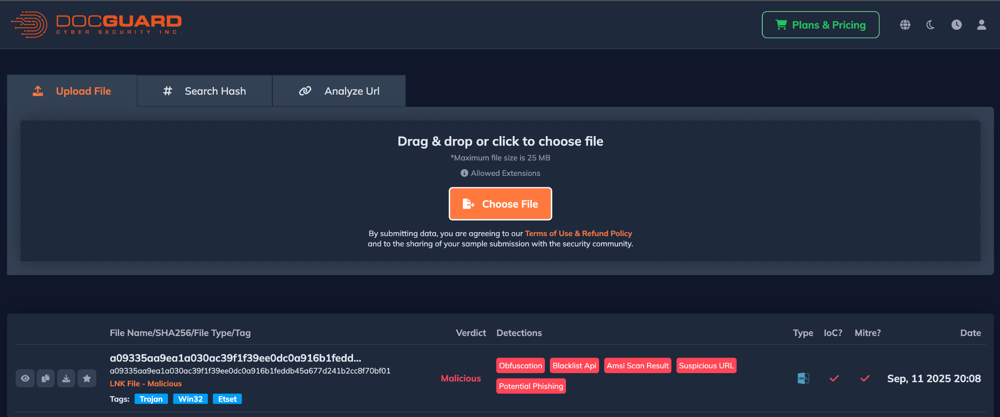 DOCGUARD
CYBER SECURITY INC.
Plans & Pricing
Upload File
Search Hash
Analyze Url
Drag & drop or click to choose file
*Maximum file size is 25 MB
Allowed Extensions
Choose File
By submitting data, you are agreeing to our Terms of Use & Refund Policy
and to the sharing of your sample submission with the security community.
File Name/SHA256/File Type/Tag Verdict Detections Type IoC? Mitre? Date
a09335aa9ea1a030ac39f1f39ee0dc0a916b1fedd...
a09335aa9ea1a030ac39f1f39ee0dc0a916b1feddb45a677d241b2cc8f70bf01
LNK File - Malicious
Tags: Trojan Win32 Etset
Malicious
Obfuscation Blacklist Api Amsi Scan Result Suspicious URL
Potential Phishing
LNK
Sep, 11 2025 20:08